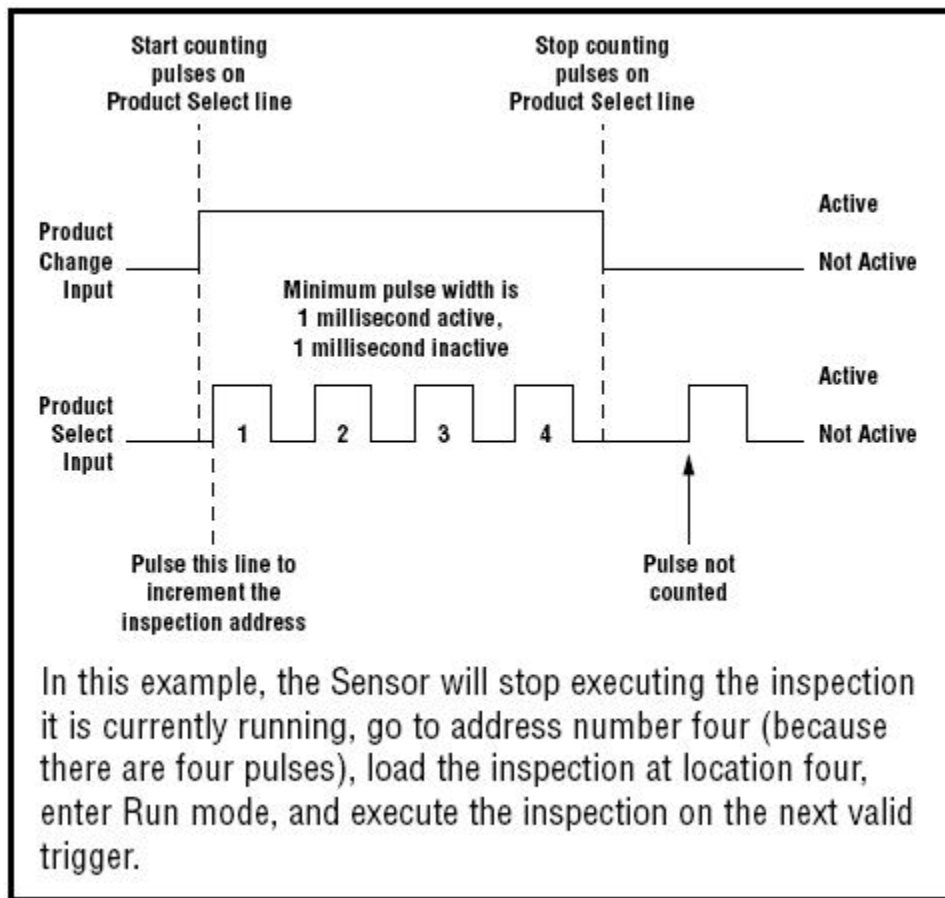 Start counting
pulses on
Product Select line
Stop counting
pulses on
Product Select line
Product
Change
Input
Active
Not Active
Minimum pulse width is
1 millisecond active,
1 millisecond inactive
Product
Select
Input
1 2 3 4
Active
Not Active
Pulse this line to
increment the
inspection address
Pulse not
counted
In this example, the Sensor will stop executing the inspection
it is currently running, go to address number four (because
there are four pulses), load the inspection at location four,
enter Run mode, and execute the inspection on the next valid
trigger.